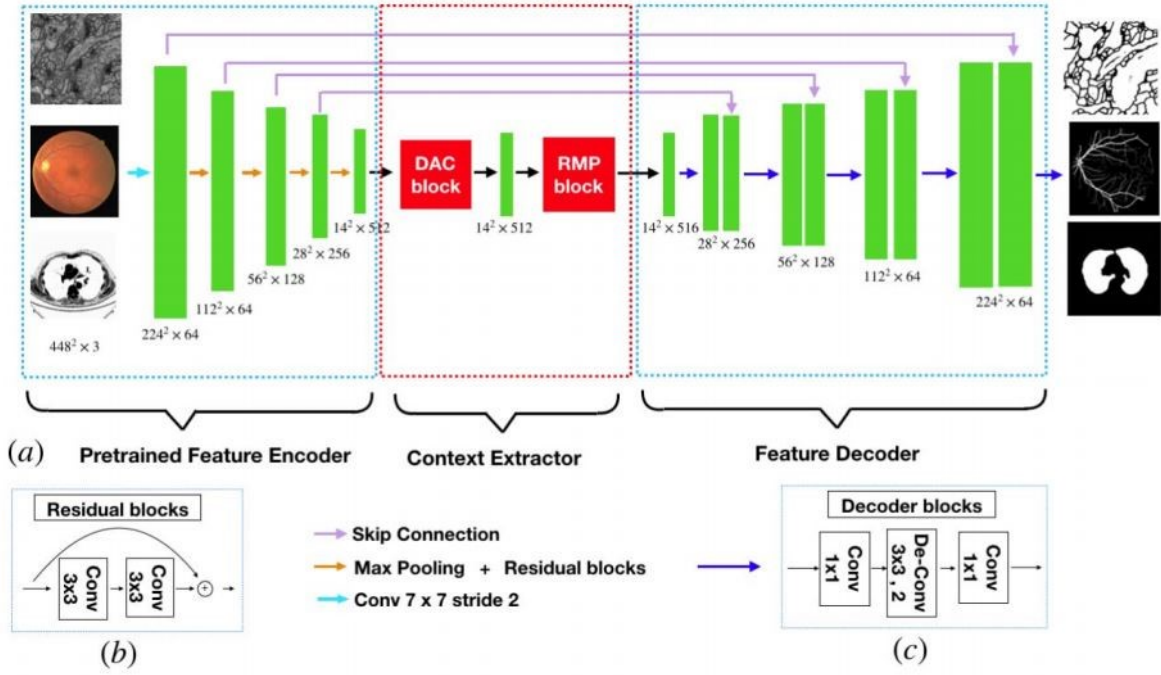 DAC
block
RMP
block
14² × 512
14² × 512
14² × 516
28² × 256
28² × 256
56² × 128
56² × 128
112² × 64
112² × 64
224² × 64
224² × 64
448² × 3
(a)
Pretrained Feature Encoder
Context Extractor
Feature Decoder
Residual blocks
Conv
3x3
Conv
3x3
+
(b)
Skip Connection
Max Pooling + Residual blocks
Conv 7 x 7 stride 2
Decoder blocks
Conv
1x1
De-Conv
3x3 , 2
Conv
1x1
(c)